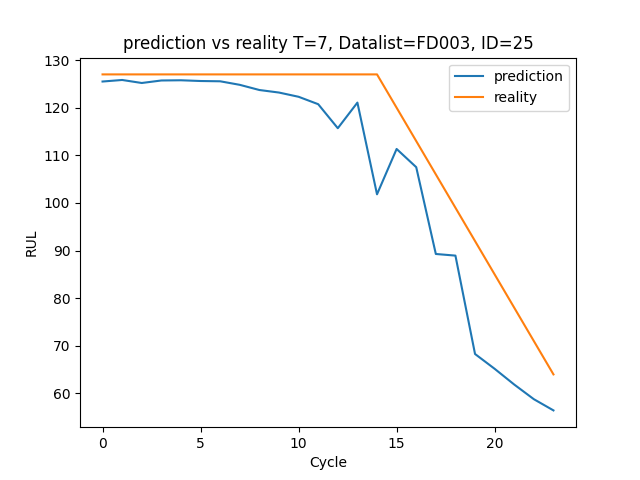 prediction vs reality T=7, Datalist=FD003, ID=25
prediction
reality
130
120
110
100
90
80
70
60
RUL
0 5 10 15 20
Cycle